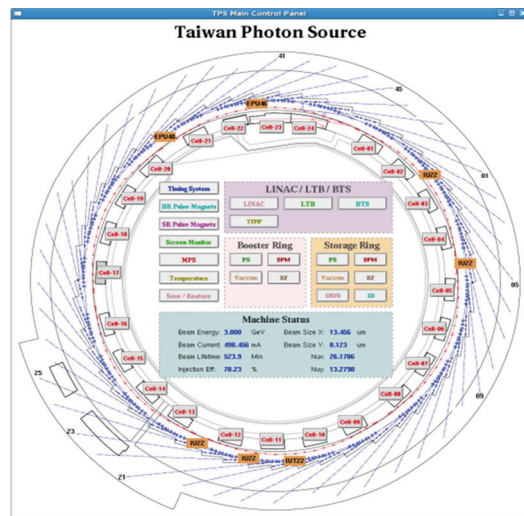 TPS Main Control Panel
Taiwan Photon Source
41
45
01
05
09
25
23
21
EPU46
EPU48
IU22
IU22
IU22
IU22
IUT22
Cell-22
Cell-23
Cell-24
Cell-21
Cell-01
Cell-20
Cell-02
Cell-19
Cell-03
Cell-18
Cell-04
Cell-17
Cell-05
Cell-16
Cell-06
Cell-15
Cell-07
Cell-14
Cell-08
Cell-13
Cell-09
Cell-12
Cell-11
Cell-10
Timing System
BR Pulse Magnets
SR Pulse Magnets
Screen Monitor
MPS
Temperature
Save / Restore
LINAC / LTB / BTS
LINAC LTB BTS
TEMP
Booster Ring
PS BPM
Vaccum RF
Storage Ring
PS BPM
Vaccum RF
CRYO ID
Machine Status
Beam Energy: 3.000 GeV Beam Size X: 13.456 um
Beam Current: 498.456 mA Beam Size Y: 8.123 um
Beam Lifetime: 523.9 Min Nux: 26.1786
Injection Eff: 78.23 % Nuy: 13.2798